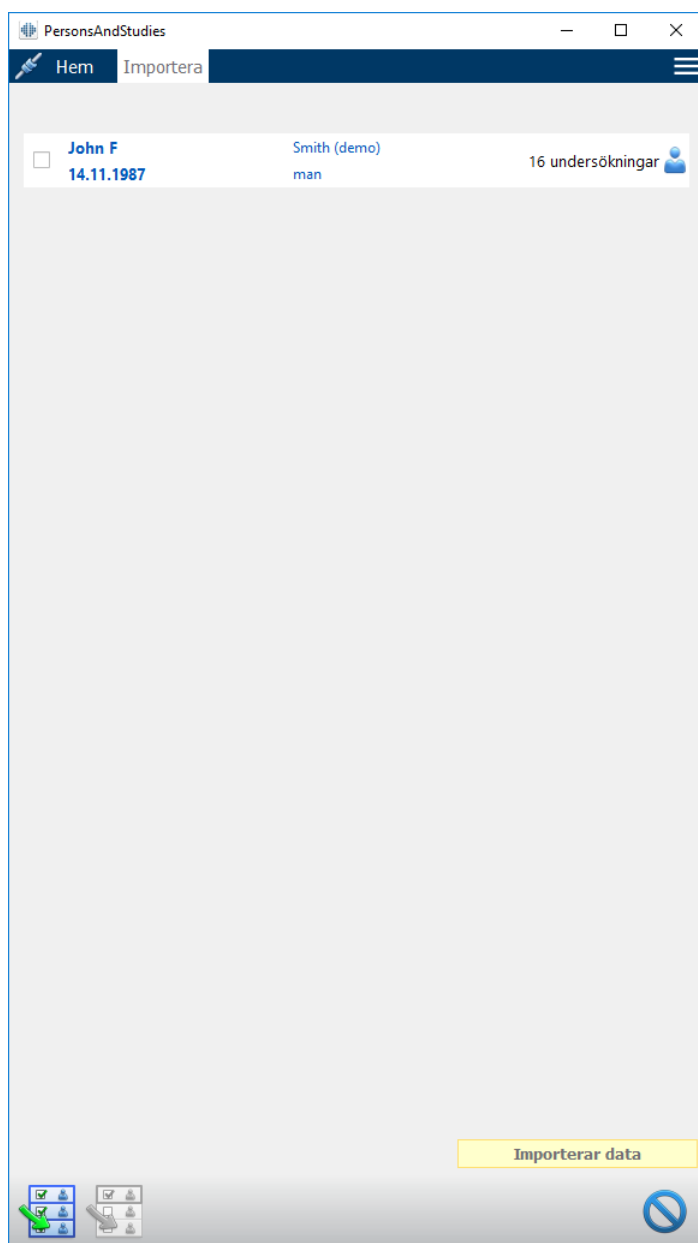 PersonsAndStudies
Hem Importera
John F Smith (demo)
14.11.1987 man
16 undersökningar
Importerar data